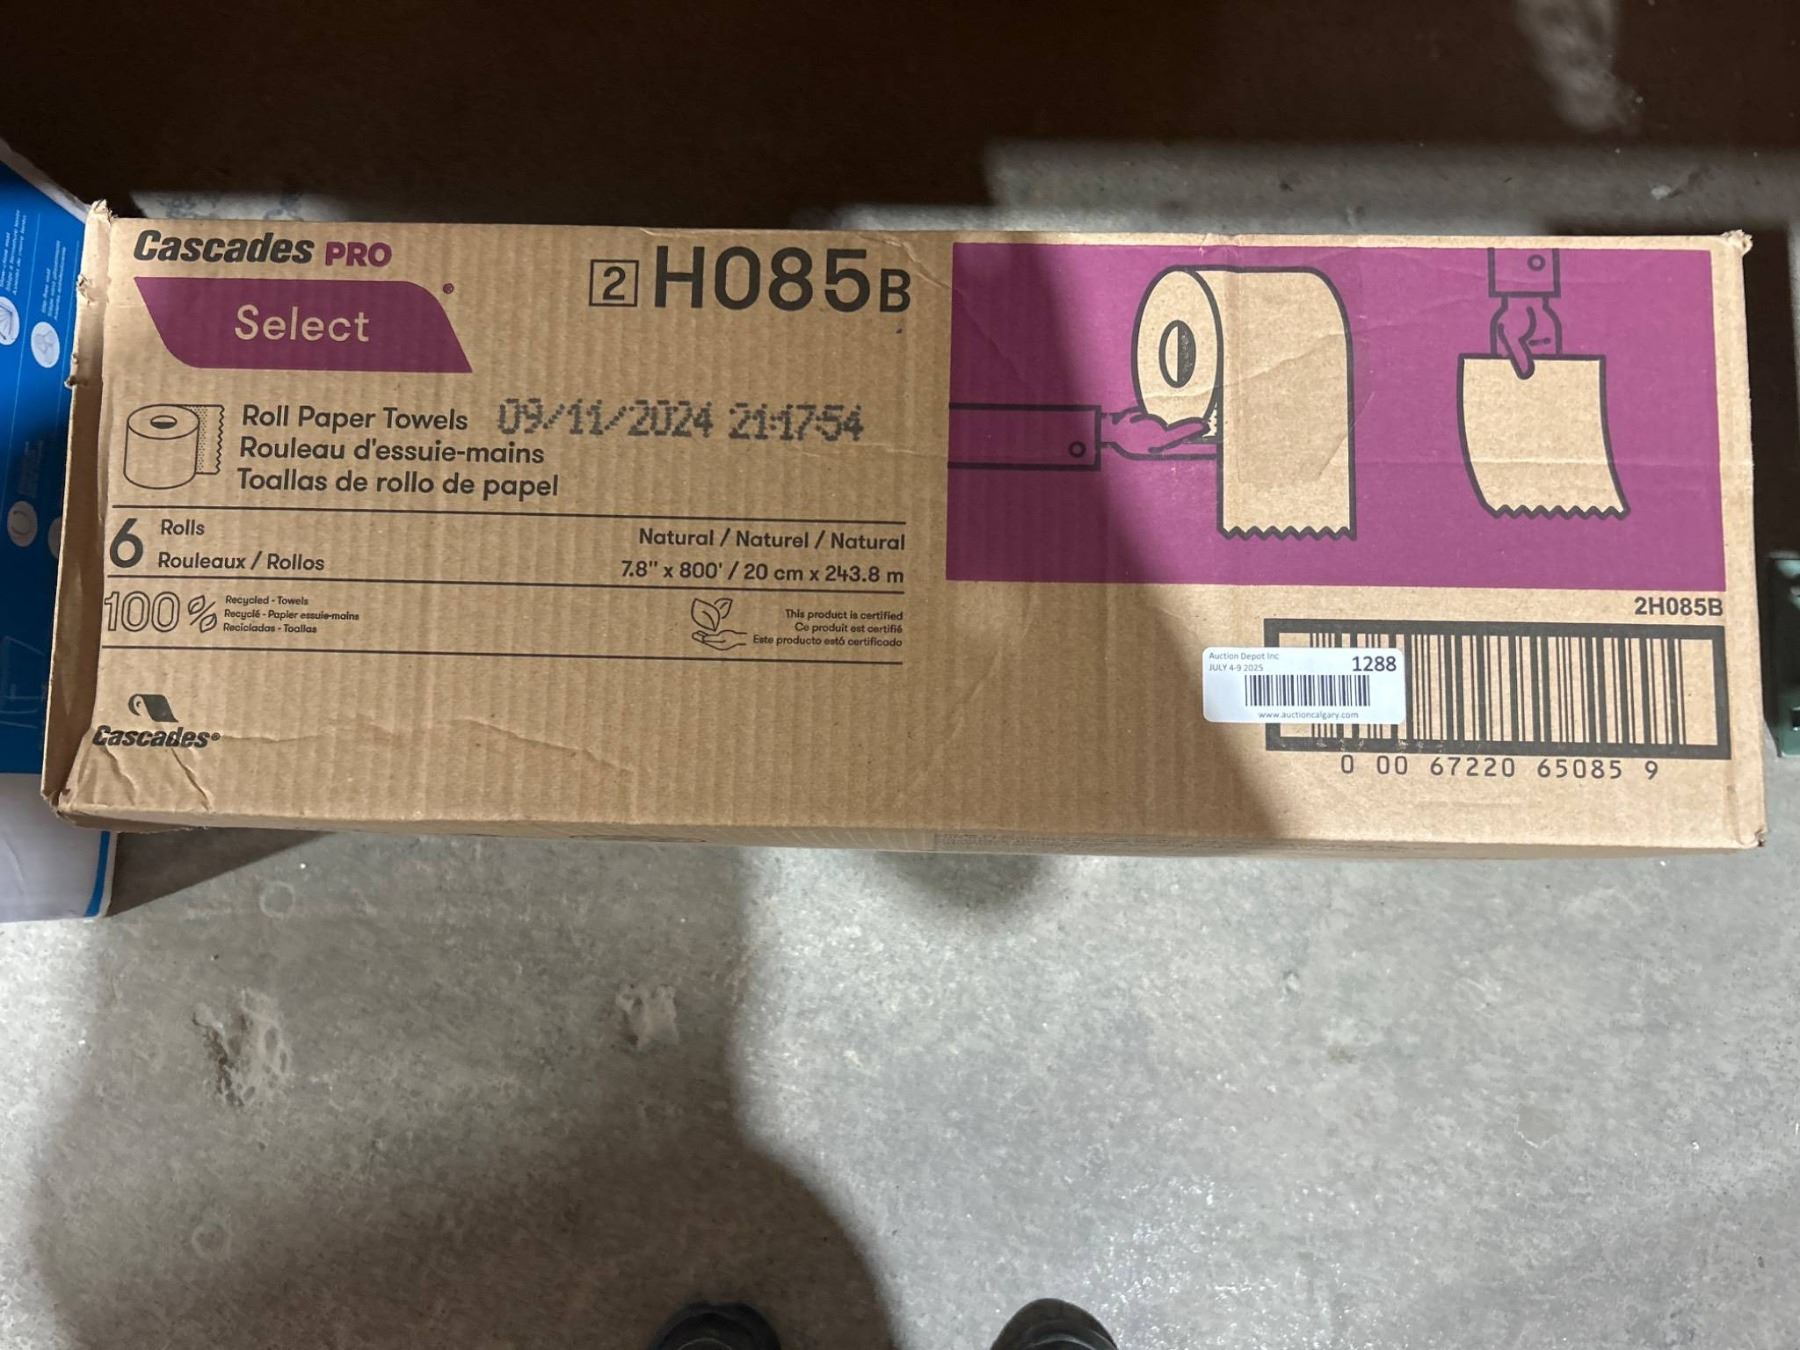 Cascades PRO
Select®
2 H085B
Roll Paper Towels
Rouleau d'essuie-mains
Toallas de rollo de papel
09/11/2024 21:17:54
6 Rolls
Rouleaux / Rollos
Natural / Naturel / Natural
7.8" x 800' / 20 cm x 243.8 m
100% Recycled - Towels
Recyclé - Papier essuie-mains
Recicladas - Toallas
This product is certified
Ce produit est certifié
Este producto está certificado
Cascades®
2H085B
Auction Depot Inc
JULY 4-9 2025
1288
www.auctioncalgary.com
0 00 67220 65085 9